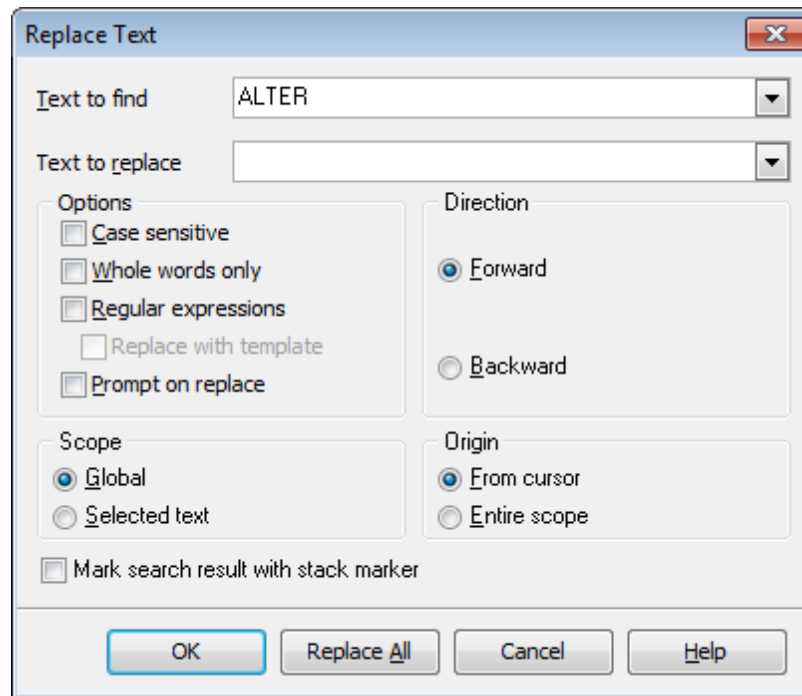 Replace Text
Text to find ALTER
Text to replace
Options
Case sensitive
Whole words only
Regular expressions
Replace with template
Prompt on replace
Direction
Forward
Backward
Scope
Global
Selected text
Origin
From cursor
Entire scope
Mark search result with stack marker
OK Replace All Cancel Help